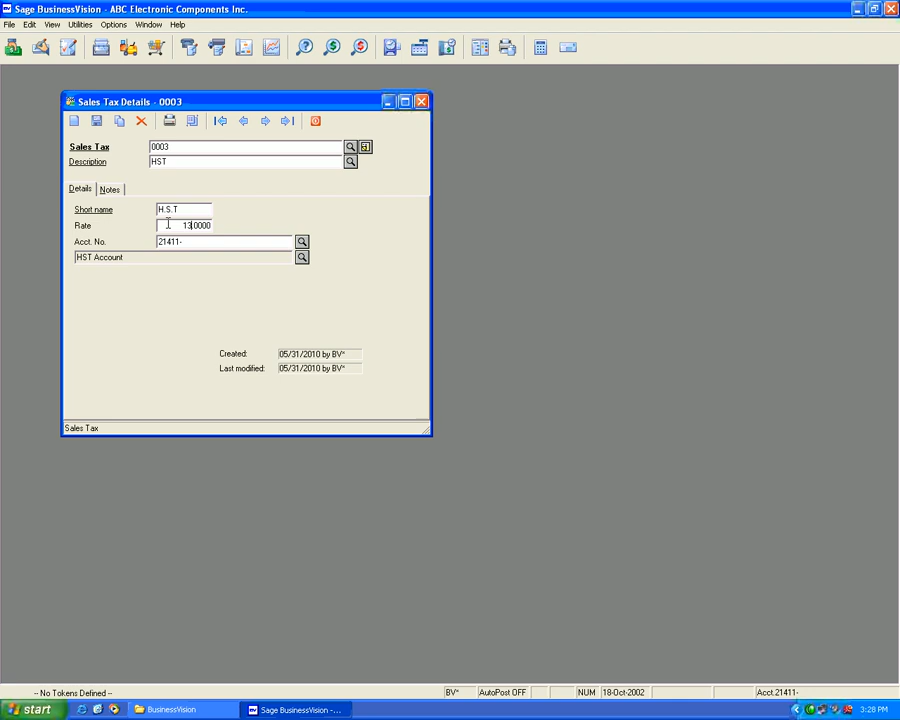 BV Sage BusinessVision - ABC Electronic Components Inc.
File Edit View Utilities Options Window Help
Sales Tax Details - 0003
Sales Tax 0003
Description HST
Details Notes
Short name H.S.T
Rate 13.0000
Acct. No. 21411-
HST Account
Created: 05/31/2010 by BV*
Last modified: 05/31/2010 by BV*
Sales Tax
-- No Tokens Defined -- BV* AutoPost OFF NUM 18-Oct-2002 Acct.21411-
start BusinessVision BV Sage BusinessVision -... 3:28 PM